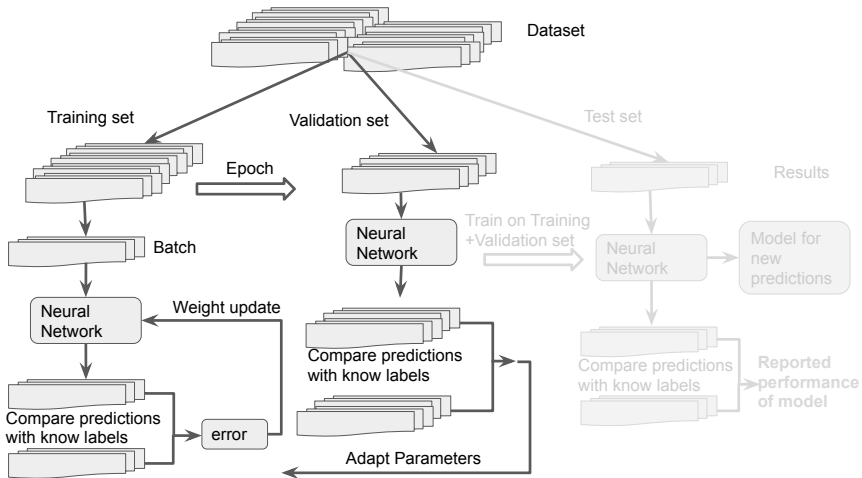 Dataset
Training set
Validation set
Test set
Epoch
Results
Batch
Neural
Network
Train on Training
+Validation set
Neural
Network
Model for
new
predictions
Neural
Network
Weight update
Compare predictions
with know labels
Compare predictions
with know labels
Reported
performance
of model
Compare predictions
with know labels
error
Adapt Parameters